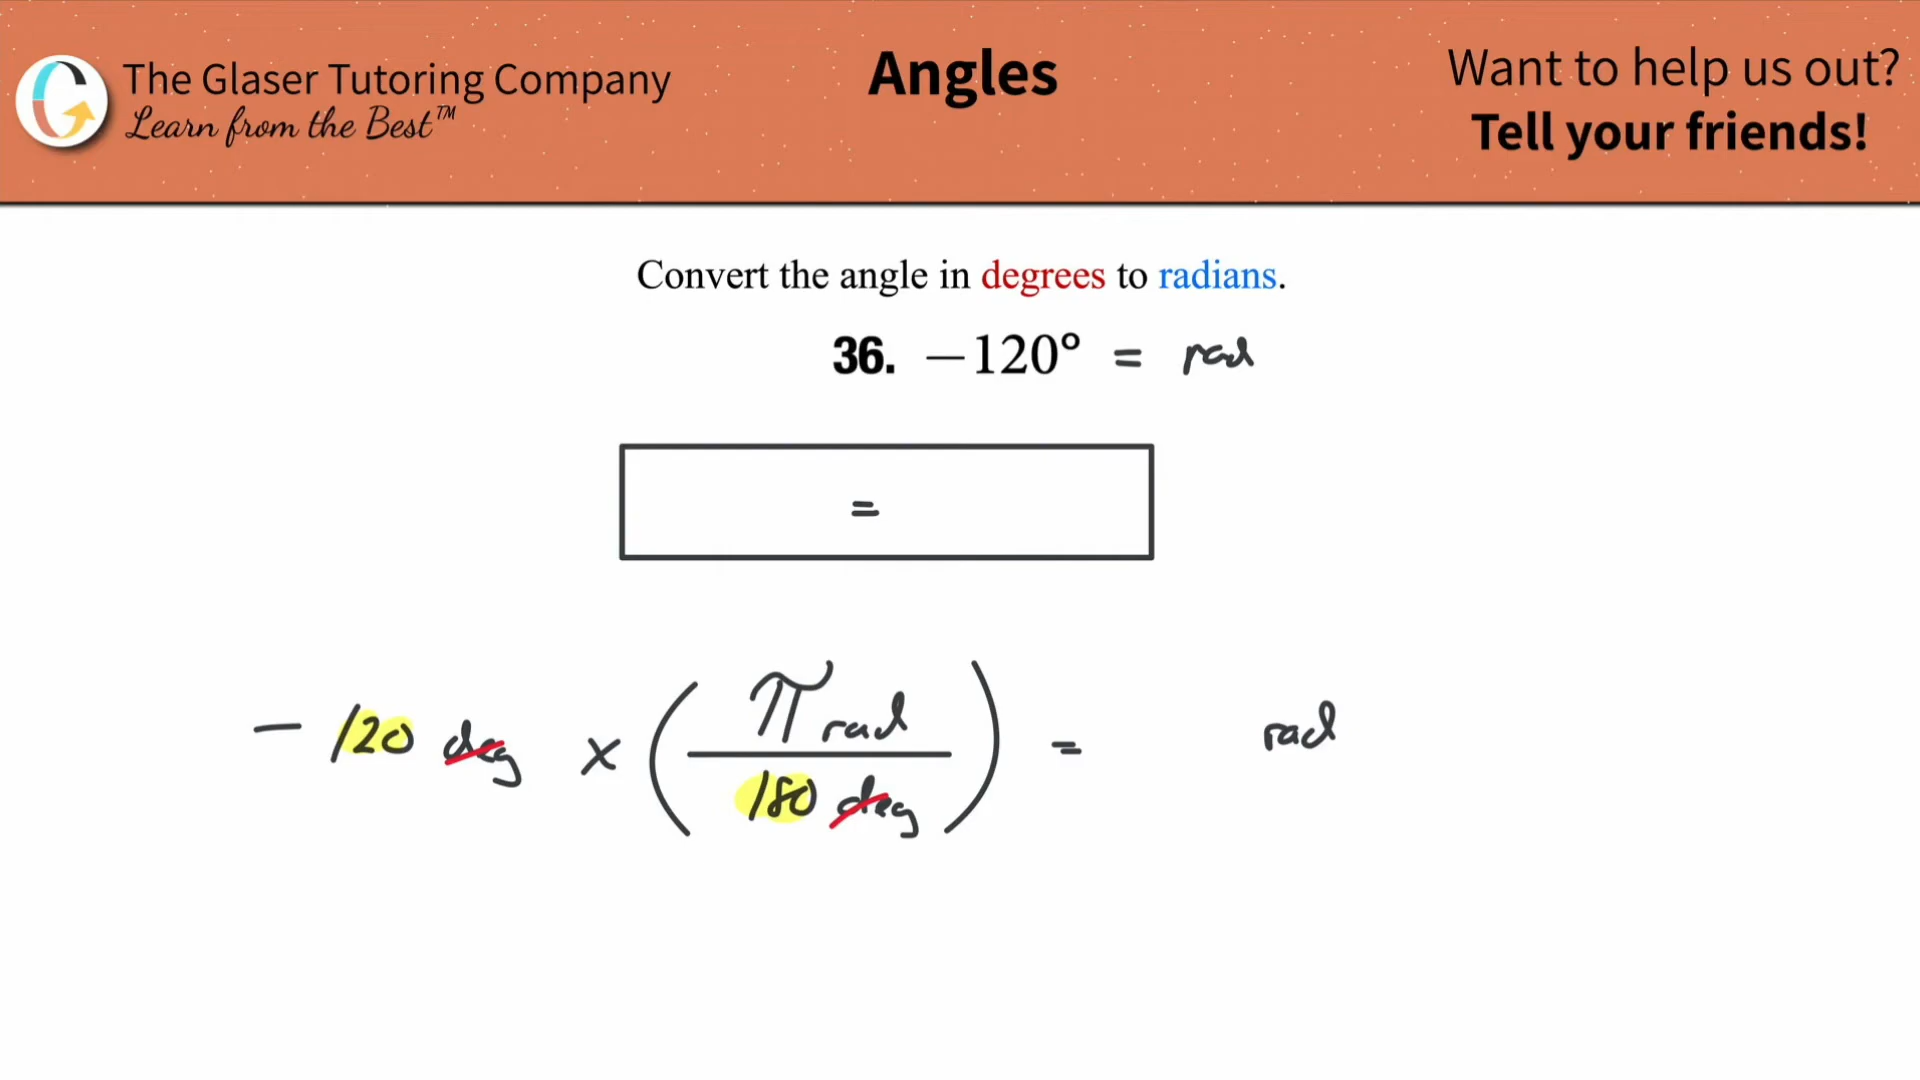 The Glaser Tutoring Company
Learn from the Best™
Angles
Want to help us out?
Tell your friends!
Convert the angle in degrees to radians.
36. −120° = rad
=
− 120 deg × (π rad / 180 deg) = rad